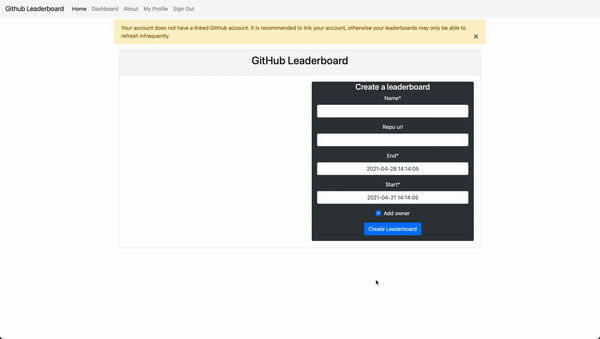 Github Leaderboard Home Dashboard About My Profile Sign Out
Your account does not have a linked GitHub account. It is recommended to link your account, otherwise your leaderboards may only be able to
refresh infrequently. ×
GitHub Leaderboard
Create a leaderboard
Name*
Repo url
End*
2021-04-28 14:14:05
Start*
2021-04-21 14:14:05
Add owner
Create Leaderboard